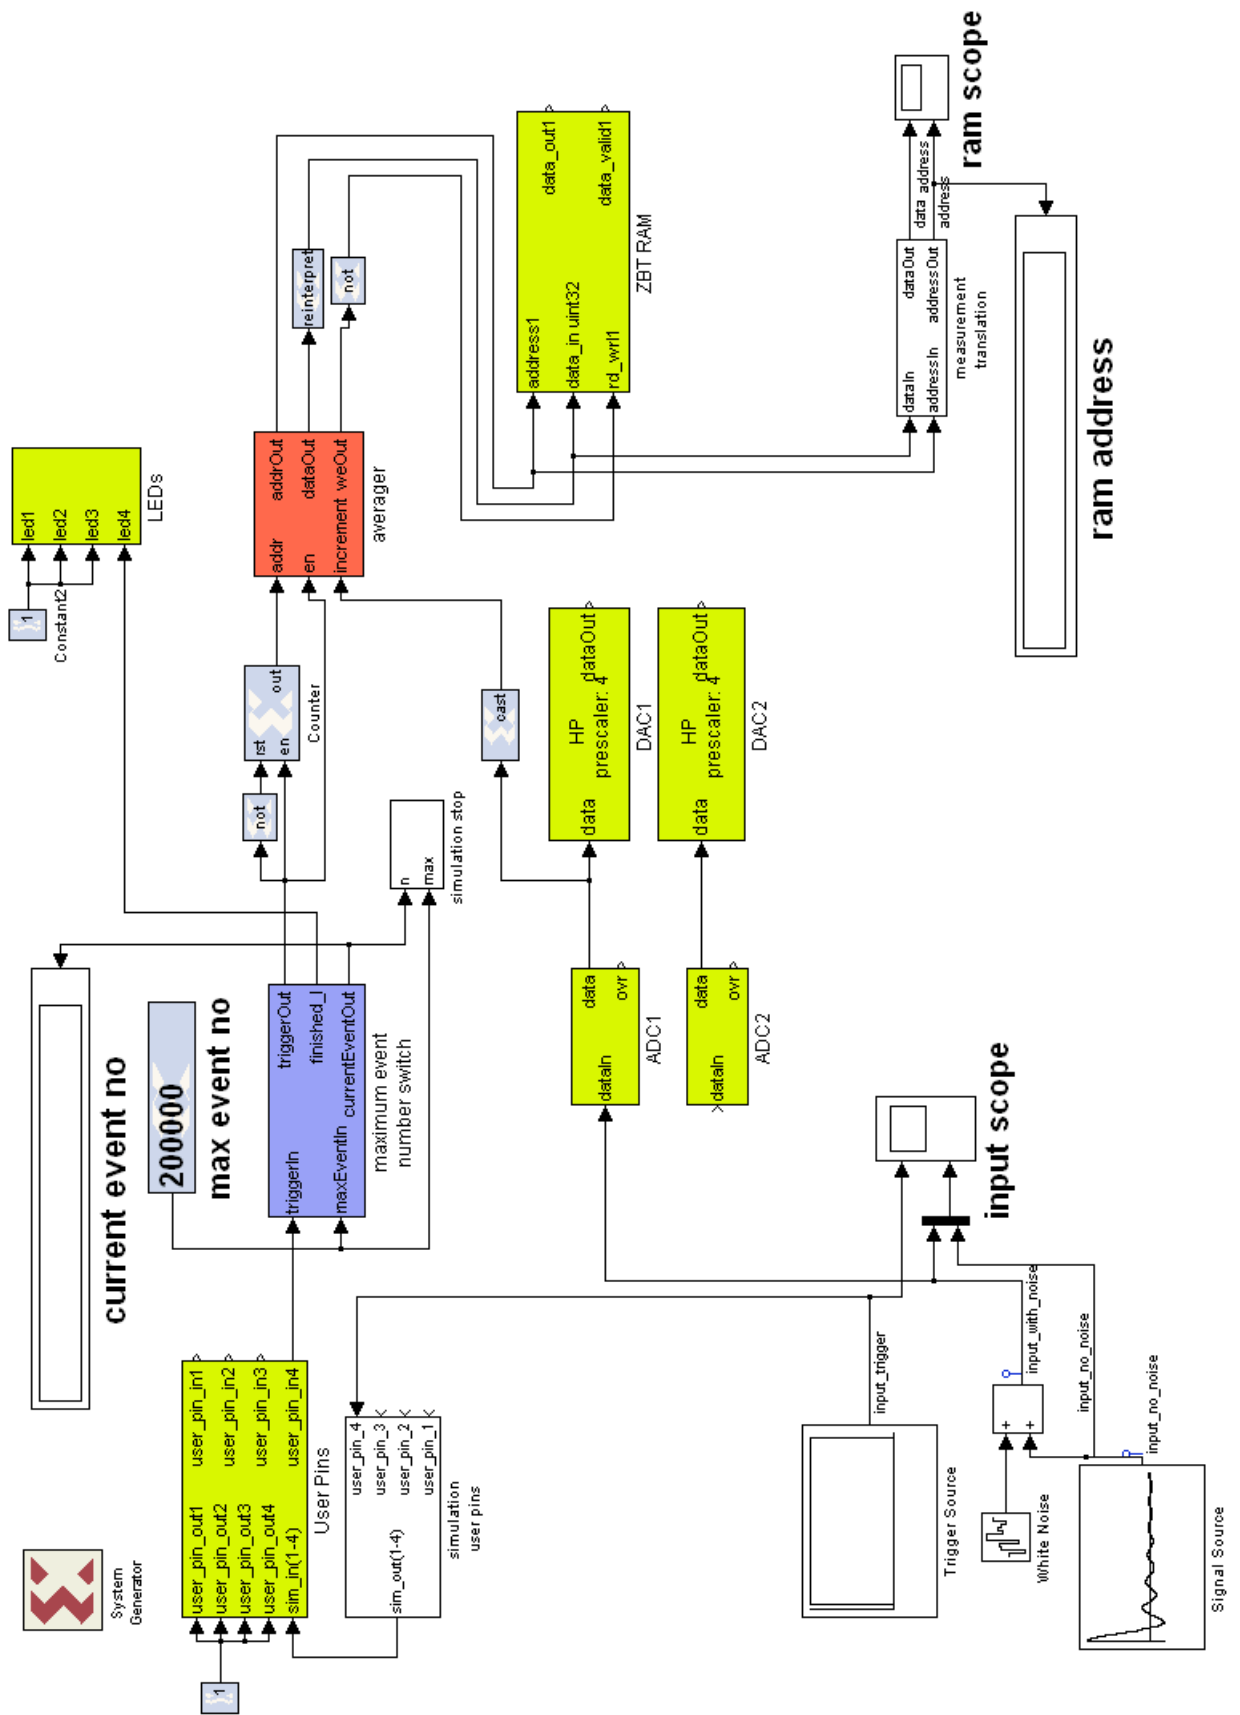 System
Generator
1
user_pin_out1
user_pin_out2
user_pin_out3
user_pin_out4
sim_in(1-4)
user_pin_in1
user_pin_in2
user_pin_in3
user_pin_in4
User Pins
sim_out(1-4)
user_pin_4
user_pin_3
user_pin_2
user_pin_1
simulation
user pins
current event no
200000
max event no
triggerIn
maxEventIn
triggerOut
finished_l
currentEventOut
maximum event
number switch
n
max
simulation stop
not
rst
en
out
Counter
1
Constant2
led1
led2
led3
led4
LEDs
addr
en
increment
addrOut
dataOut
weOut
averager
reinterpret
not
address1
data_in uint32
rd_wrl1
data_out1
data_valid1
ZBT RAM
cast
data
HP
prescaler: 4
dataOut
DAC1
data
HP
prescaler: 4
dataOut
DAC2
dataIn
data
ovr
ADC1
dataIn
data
ovr
ADC2
dataIn
addressIn
dataOut
addressOut
measurement
translation
data
address
address
ram scope
ram address
input scope
input_trigger
Trigger Source
White Noise
+
+
input_with_noise
input_no_noise
input_no_noise
Signal Source